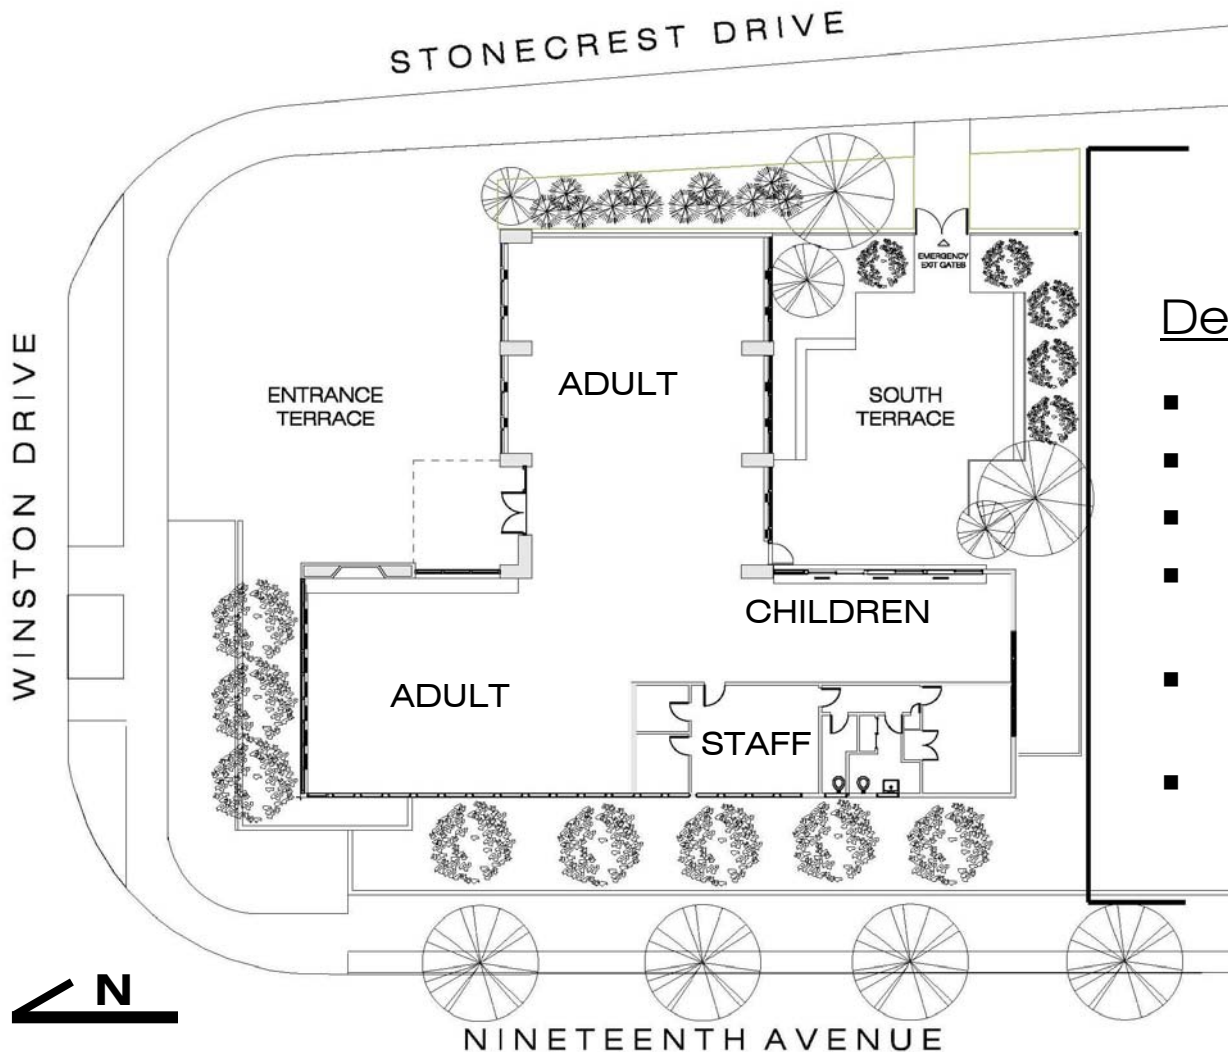 STONECREST DRIVE
EMERGENCY
EXIT GATES
De
ADULT
ENTRANCE
TERRACE
SOUTH
TERRACE
WINSTON DRIVE
CHILDREN
ADULT
STAFF
N
NINETEENTH AVENUE